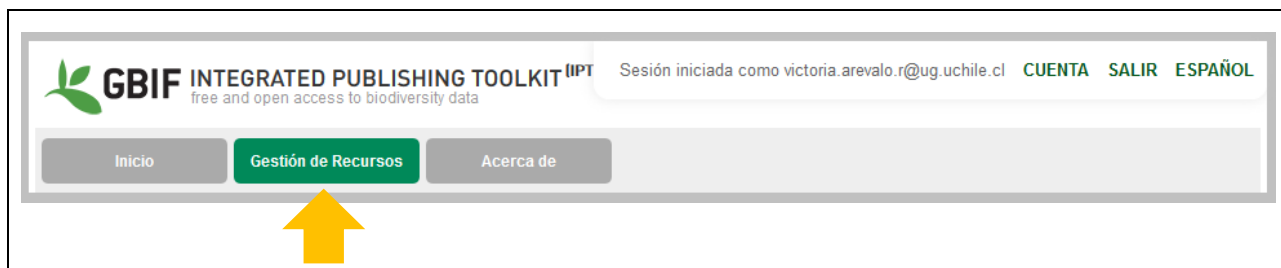 GBIF INTEGRATED PUBLISHING TOOLKIT (IPT
free and open access to biodiversity data
Sesión iniciada como victoria.arevalo.r@ug.uchile.cl CUENTA SALIR ESPAÑOL
Inicio Gestión de Recursos Acerca de